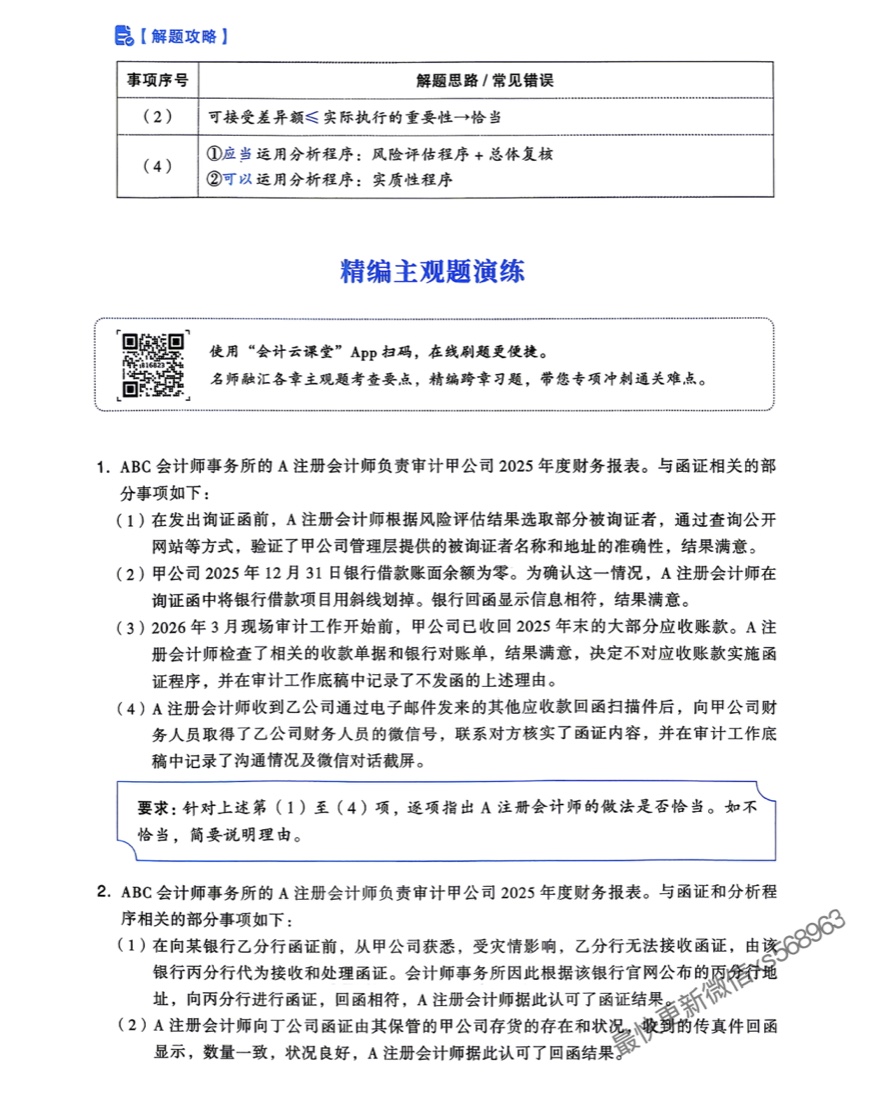 【解题攻略】
事项序号 解题思路 / 常见错误
（2） 可接受差异额≤实际执行的重要性→恰当
（4） ①应当运用分析程序：风险评估程序 + 总体复核
②可以运用分析程序：实质性程序
精编主观题演练
使用“会计云课堂”App 扫码，在线刷题更便捷。
名师融汇各章主观题考查要点，精编跨章习题，带您专项冲刺通关难点。
816823
1. ABC 会计师事务所的 A 注册会计师负责审计甲公司 2025 年度财务报表。与函证相关的部
分事项如下：
（1）在发出询证函前，A 注册会计师根据风险评估结果选取部分被询证者，通过查询公开
网站等方式，验证了甲公司管理层提供的被询证者名称和地址的准确性，结果满意。
（2）甲公司 2025 年 12 月 31 日银行借款账面余额为零。为确认这一情况，A 注册会计师在
询证函中将银行借款项目用斜线划掉。银行回函显示信息相符，结果满意。
（3）2026 年 3 月现场审计工作开始前，甲公司已收回 2025 年末的大部分应收账款。A 注
册会计师检查了相关的收款单据和银行对账单，结果满意，决定不对应收账款实施函
证程序，并在审计工作底稿中记录了不发函的上述理由。
（4）A 注册会计师收到乙公司通过电子邮件发来的其他应收款回函扫描件后，向甲公司财
务人员取得了乙公司财务人员的微信号，联系对方核实了函证内容，并在审计工作底
稿中记录了沟通情况及微信对话截屏。
要求：针对上述第（1）至（4）项，逐项指出 A 注册会计师的做法是否恰当。如不
恰当，简要说明理由。
2. ABC 会计师事务所的 A 注册会计师负责审计甲公司 2025 年度财务报表。与函证和分析程
序相关的部分事项如下：
（1）在向某银行乙分行函证前，从甲公司获悉，受灾情影响，乙分行无法接收函证，由该
银行丙分行代为接收和处理函证。会计师事务所因此根据该银行官网公布的丙分行地
址，向丙分行进行函证，回函相符，A 注册会计师据此认可了函证结果。
（2）A 注册会计师向丁公司函证由其保管的甲公司存货的存在和状况，收到的传真件回函
显示，数量一致，状况良好，A 注册会计师据此认可了回函结果。
最快更新微信xs568963